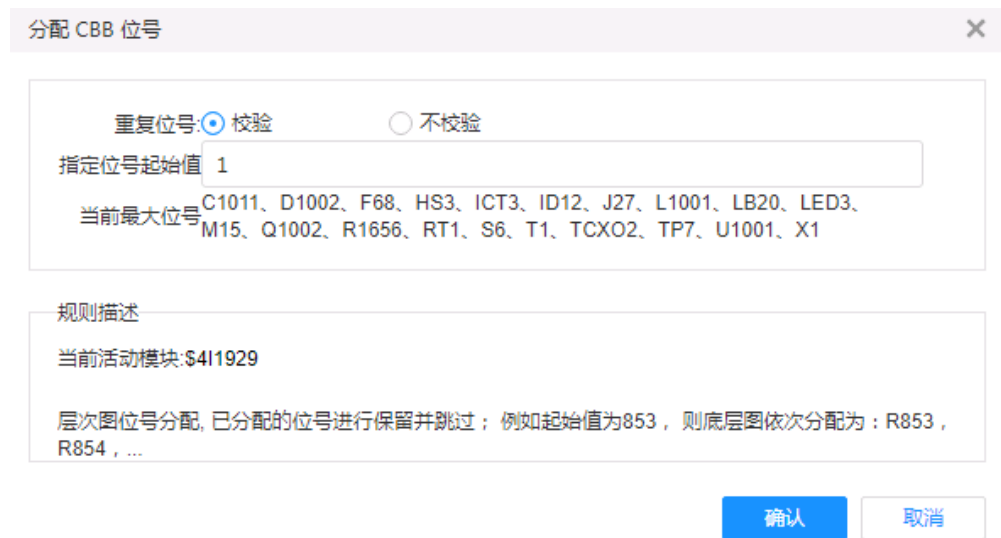 分配 CBB 位号
重复位号: 校验 不校验
指定位号起始值 1
当前最大位号 C1011、D1002、F68、HS3、ICT3、ID12、J27、L1001、LB20、LED3、
M15、Q1002、R1656、RT1、S6、T1、TCXO2、TP7、U1001、X1
规则描述
当前活动模块:$4I1929
层次图位号分配, 已分配的位号进行保留并跳过； 例如起始值为853， 则底层图依次分配为：R853，
R854，...
确认 取消